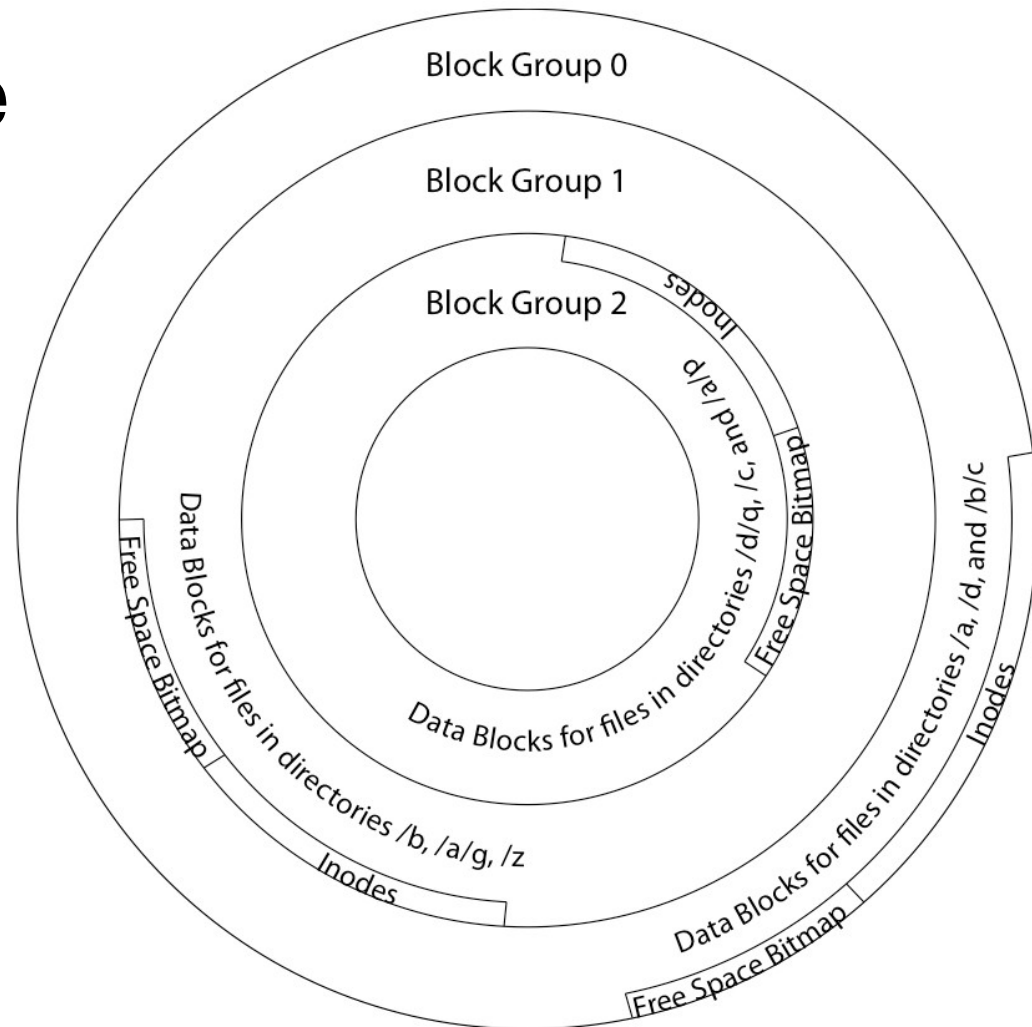 e
Block Group 0
Block Group 1
Block Group 2
Inodes
Free Space Bitmap
Data Blocks for files in directories /d/q, /c, and /a/p
Free Space Bitmap
Inodes
Data Blocks for files in directories /b, /a/g, /z
Data Blocks for files in directories /a, /d, and /b/c
Inodes
Free Space Bitmap